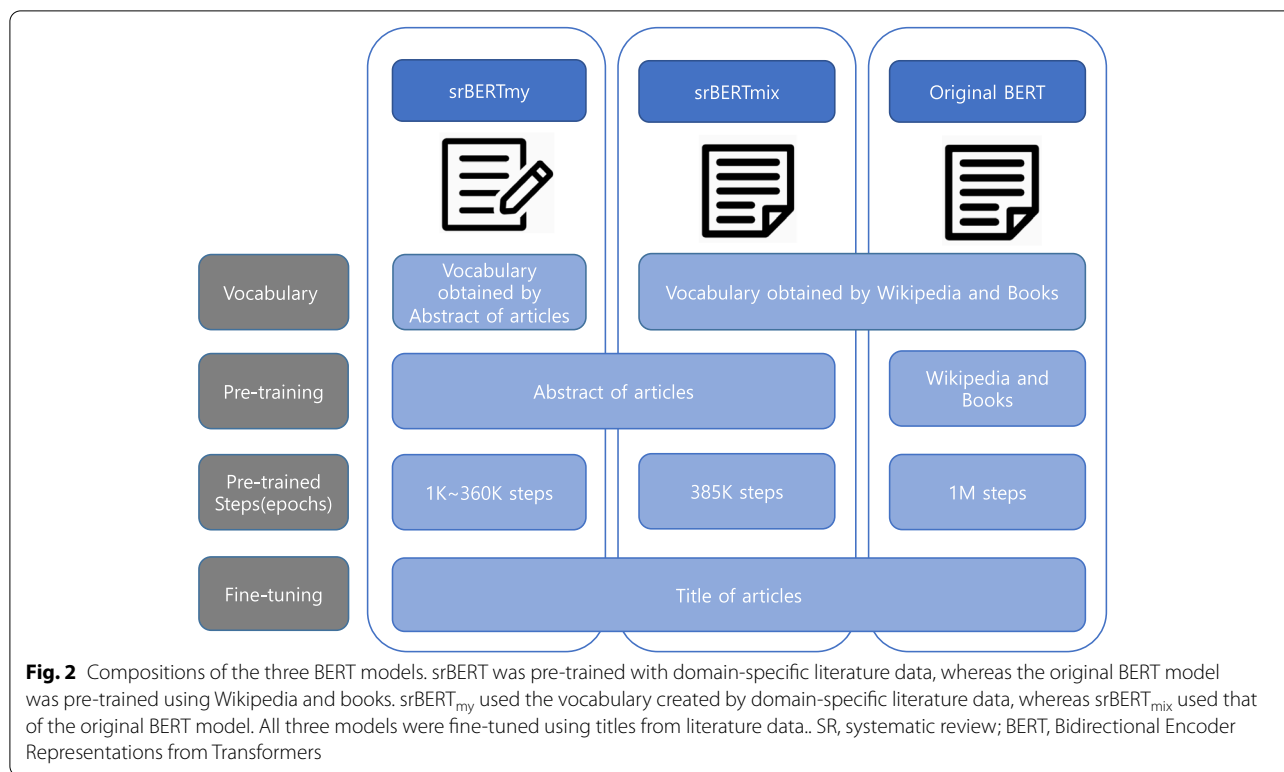 srBERTmy
srBERTmix
Original BERT
Vocabulary
Vocabulary
obtained by
Abstract of articles
Vocabulary obtained by Wikipedia and Books
Pre-training
Abstract of articles
Wikipedia and
Books
Pre-trained
Steps(epochs)
1K~360K steps
385K steps
1M steps
Fine-tuning
Title of articles
Fig. 2 Compositions of the three BERT models. srBERT was pre-trained with domain-specific literature data, whereas the original BERT model
was pre-trained using Wikipedia and books. srBERTmy used the vocabulary created by domain-specific literature data, whereas srBERTmix used that
of the original BERT model. All three models were fine-tuned using titles from literature data.. SR, systematic review; BERT, Bidirectional Encoder
Representations from Transformers